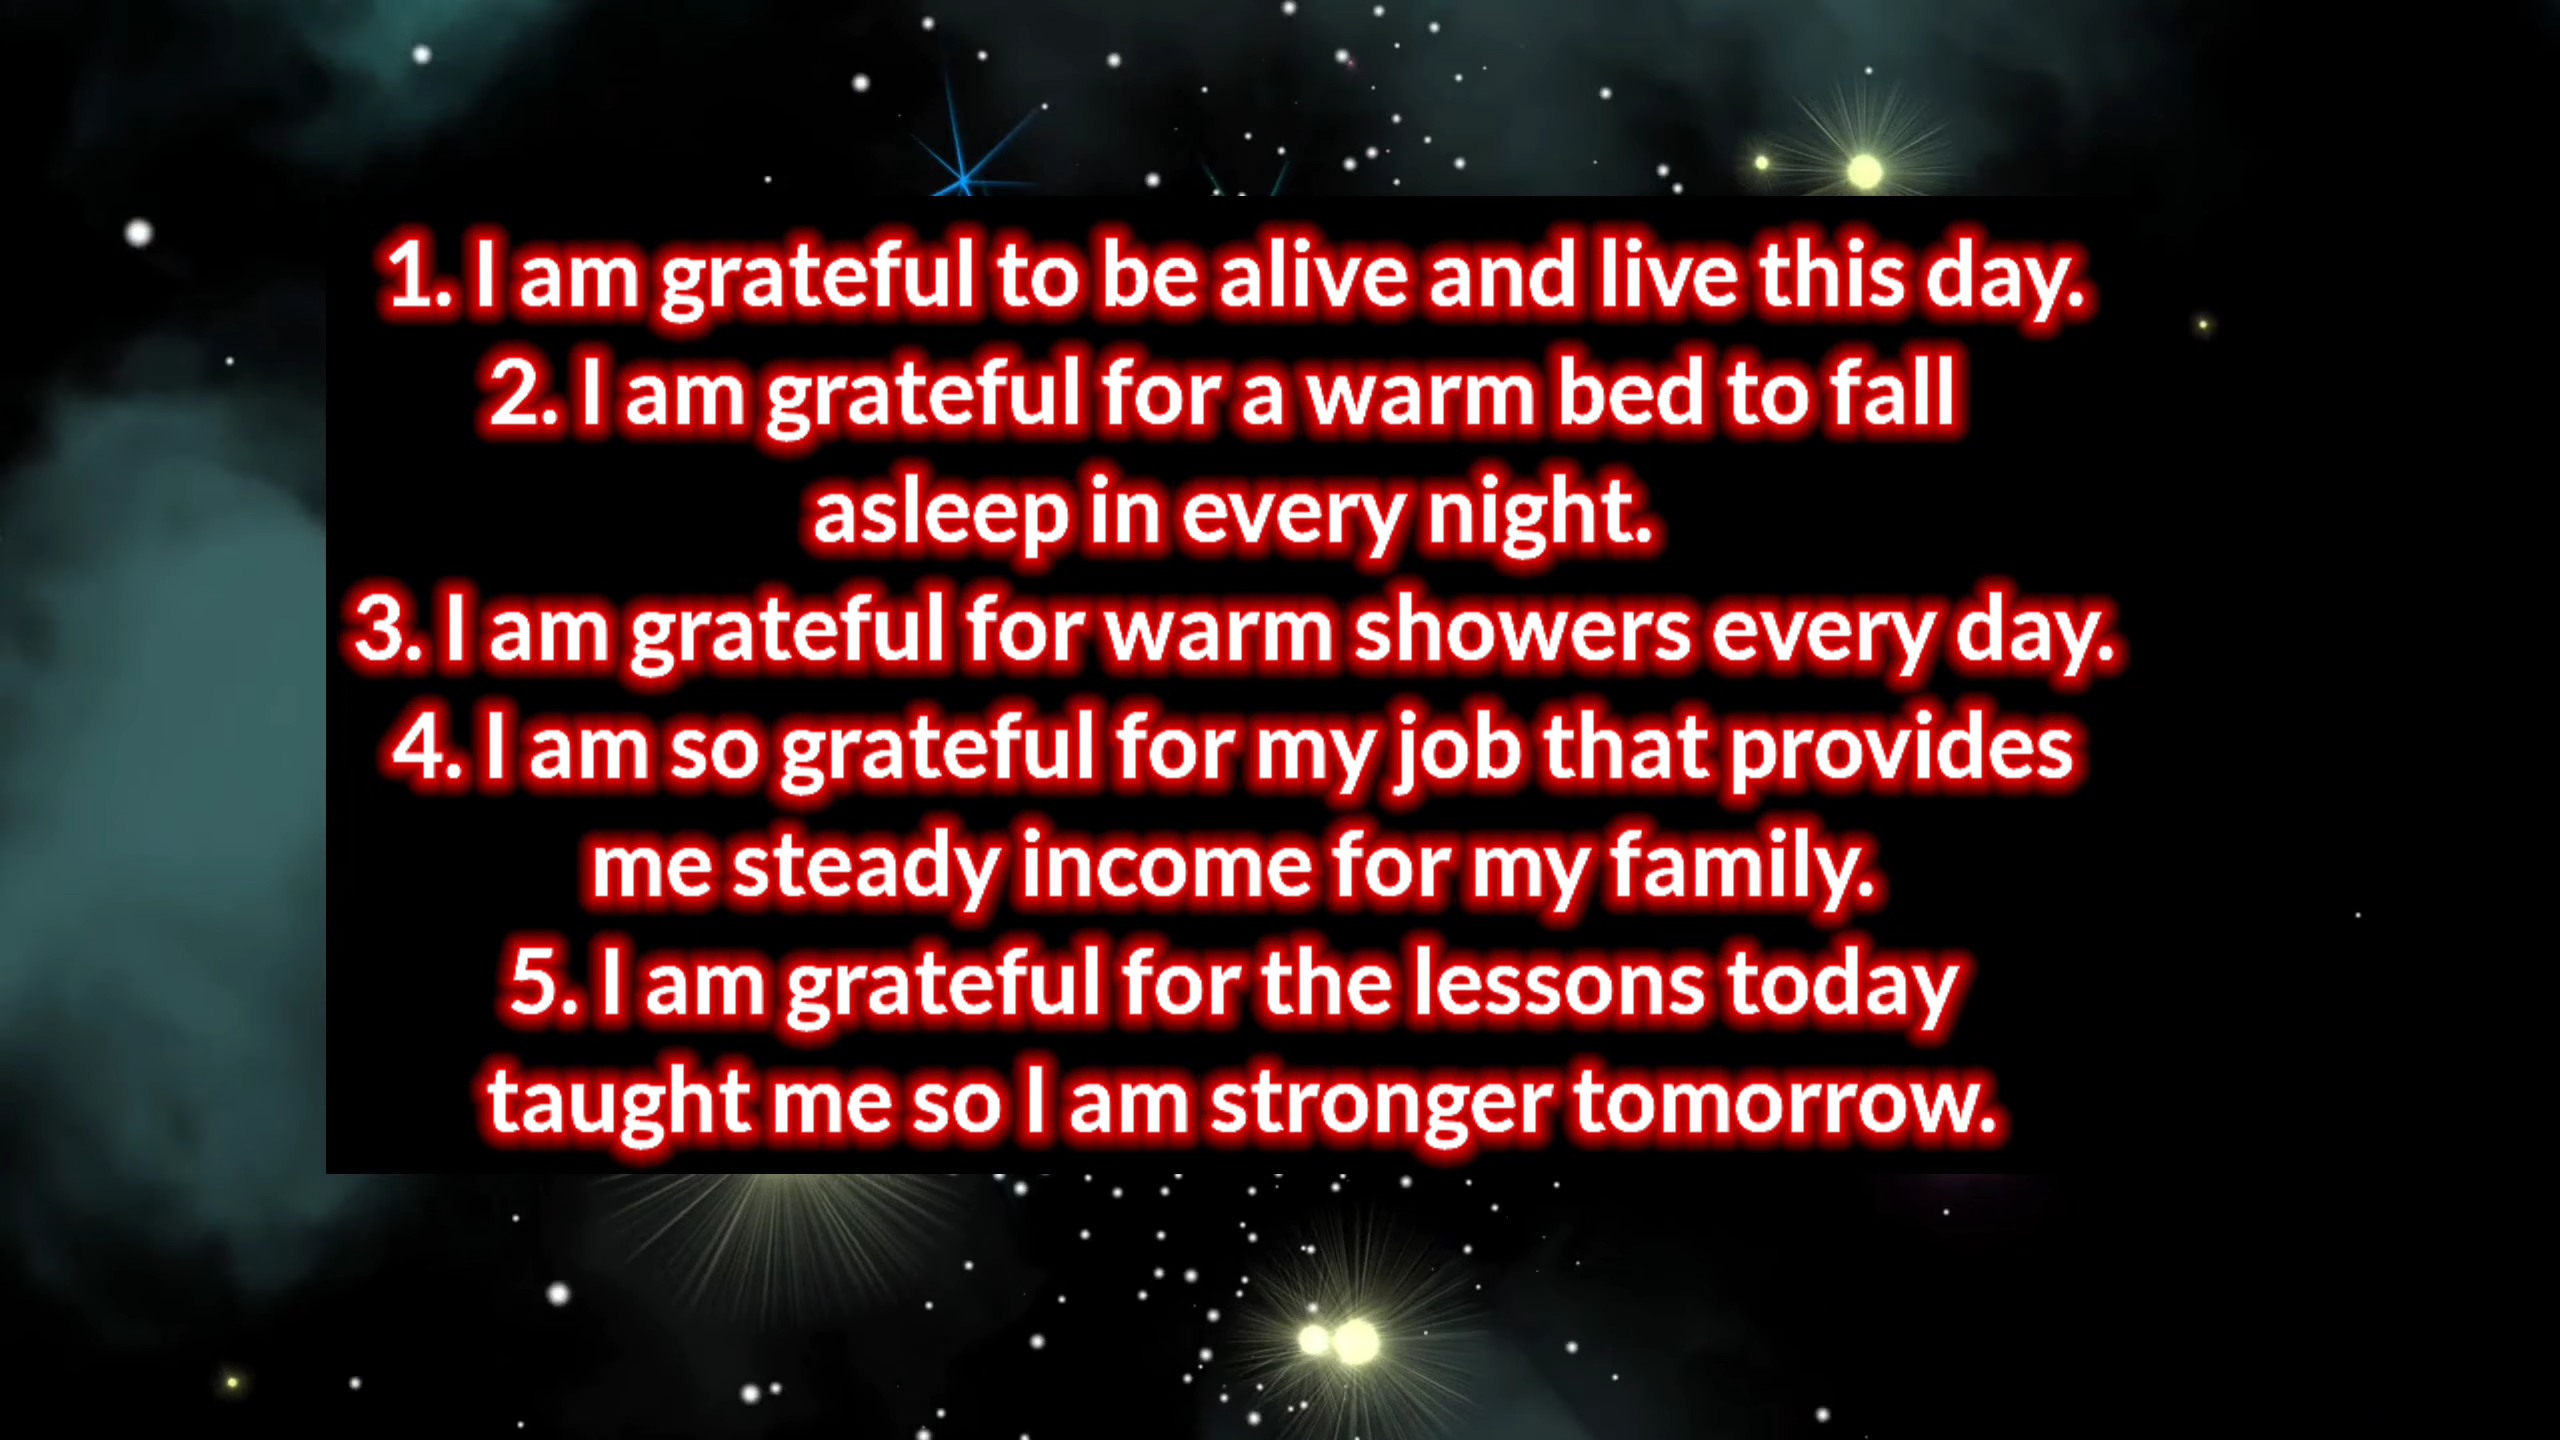 1. I am grateful to be alive and live this day.
2. I am grateful for a warm bed to fall
asleep in every night.
3. I am grateful for warm showers every day.
4. I am so grateful for my job that provides
me steady income for my family.
5. I am grateful for the lessons today
taught me so I am stronger tomorrow.